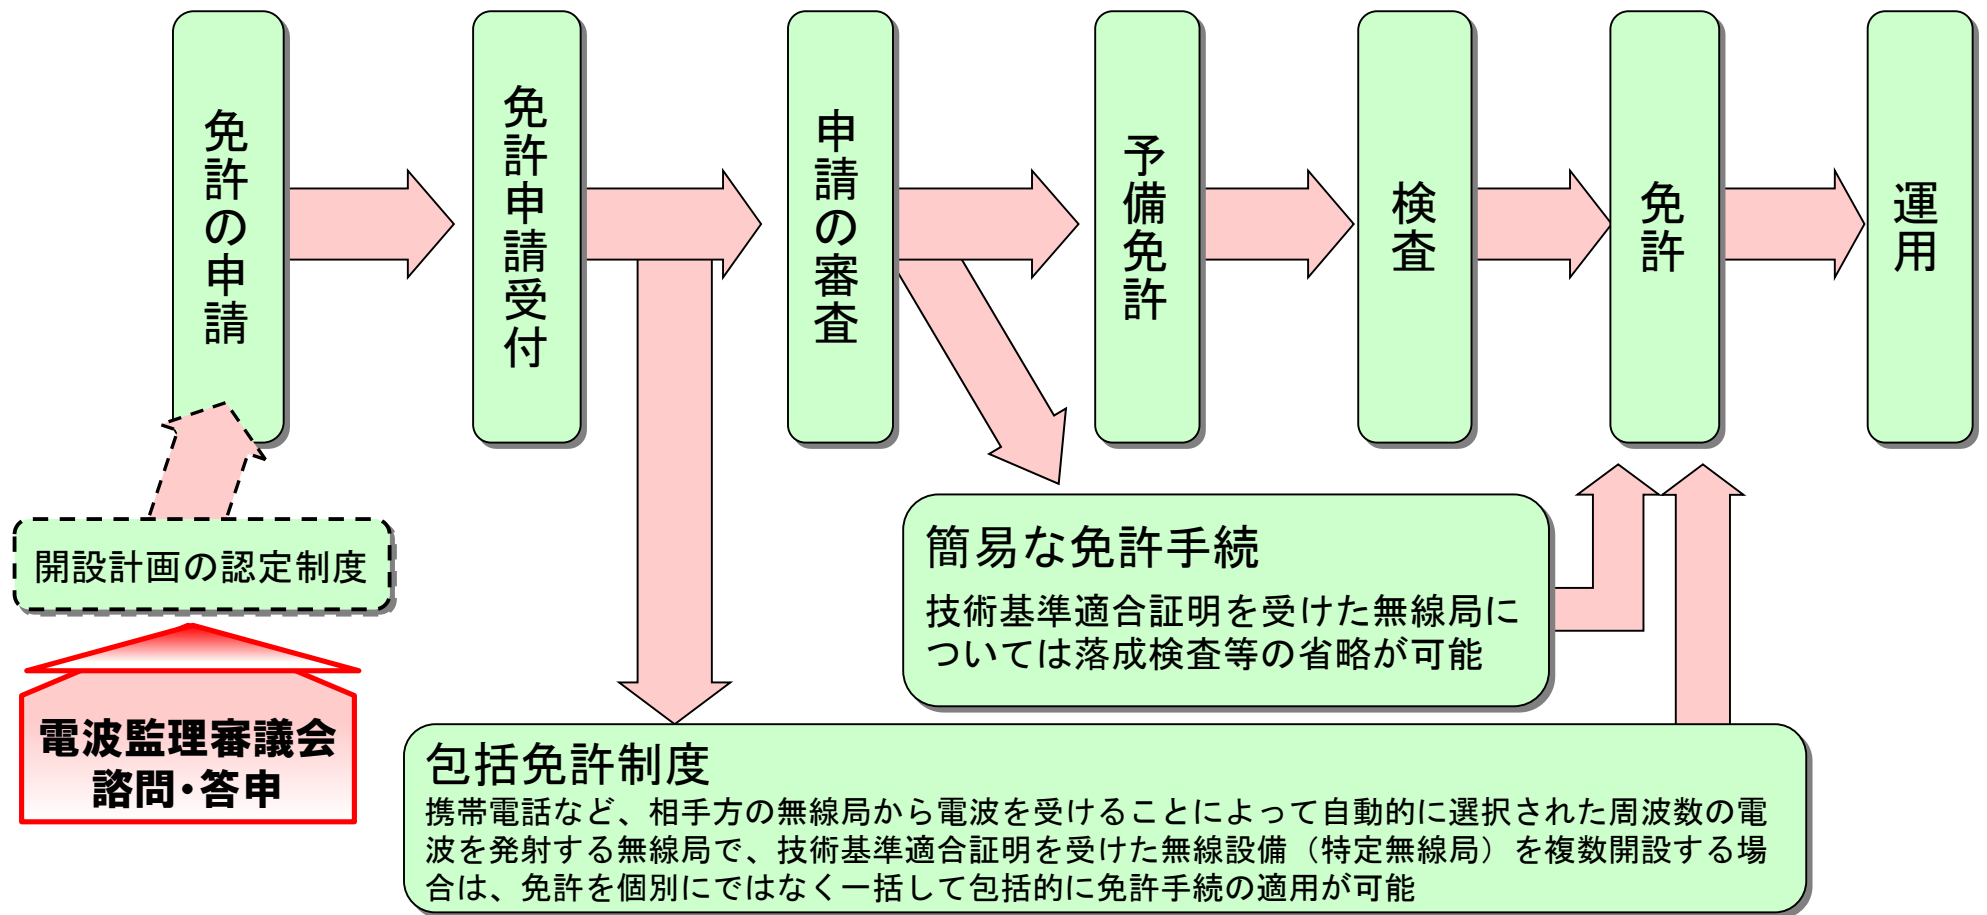 免許の申請
免許申請受付
申請の審査
予備免許
検査
免許
運用
開設計画の認定制度
電波監理審議会
諮問・答申
簡易な免許手続
技術基準適合証明を受けた無線局に
ついては落成検査等の省略が可能
包括免許制度
携帯電話など、相手方の無線局から電波を受けることによって自動的に選択された周波数の電
波を発射する無線局で、技術基準適合証明を受けた無線設備（特定無線局）を複数開設する場
合は、免許を個別にではなく一括して包括的に免許手続の適用が可能